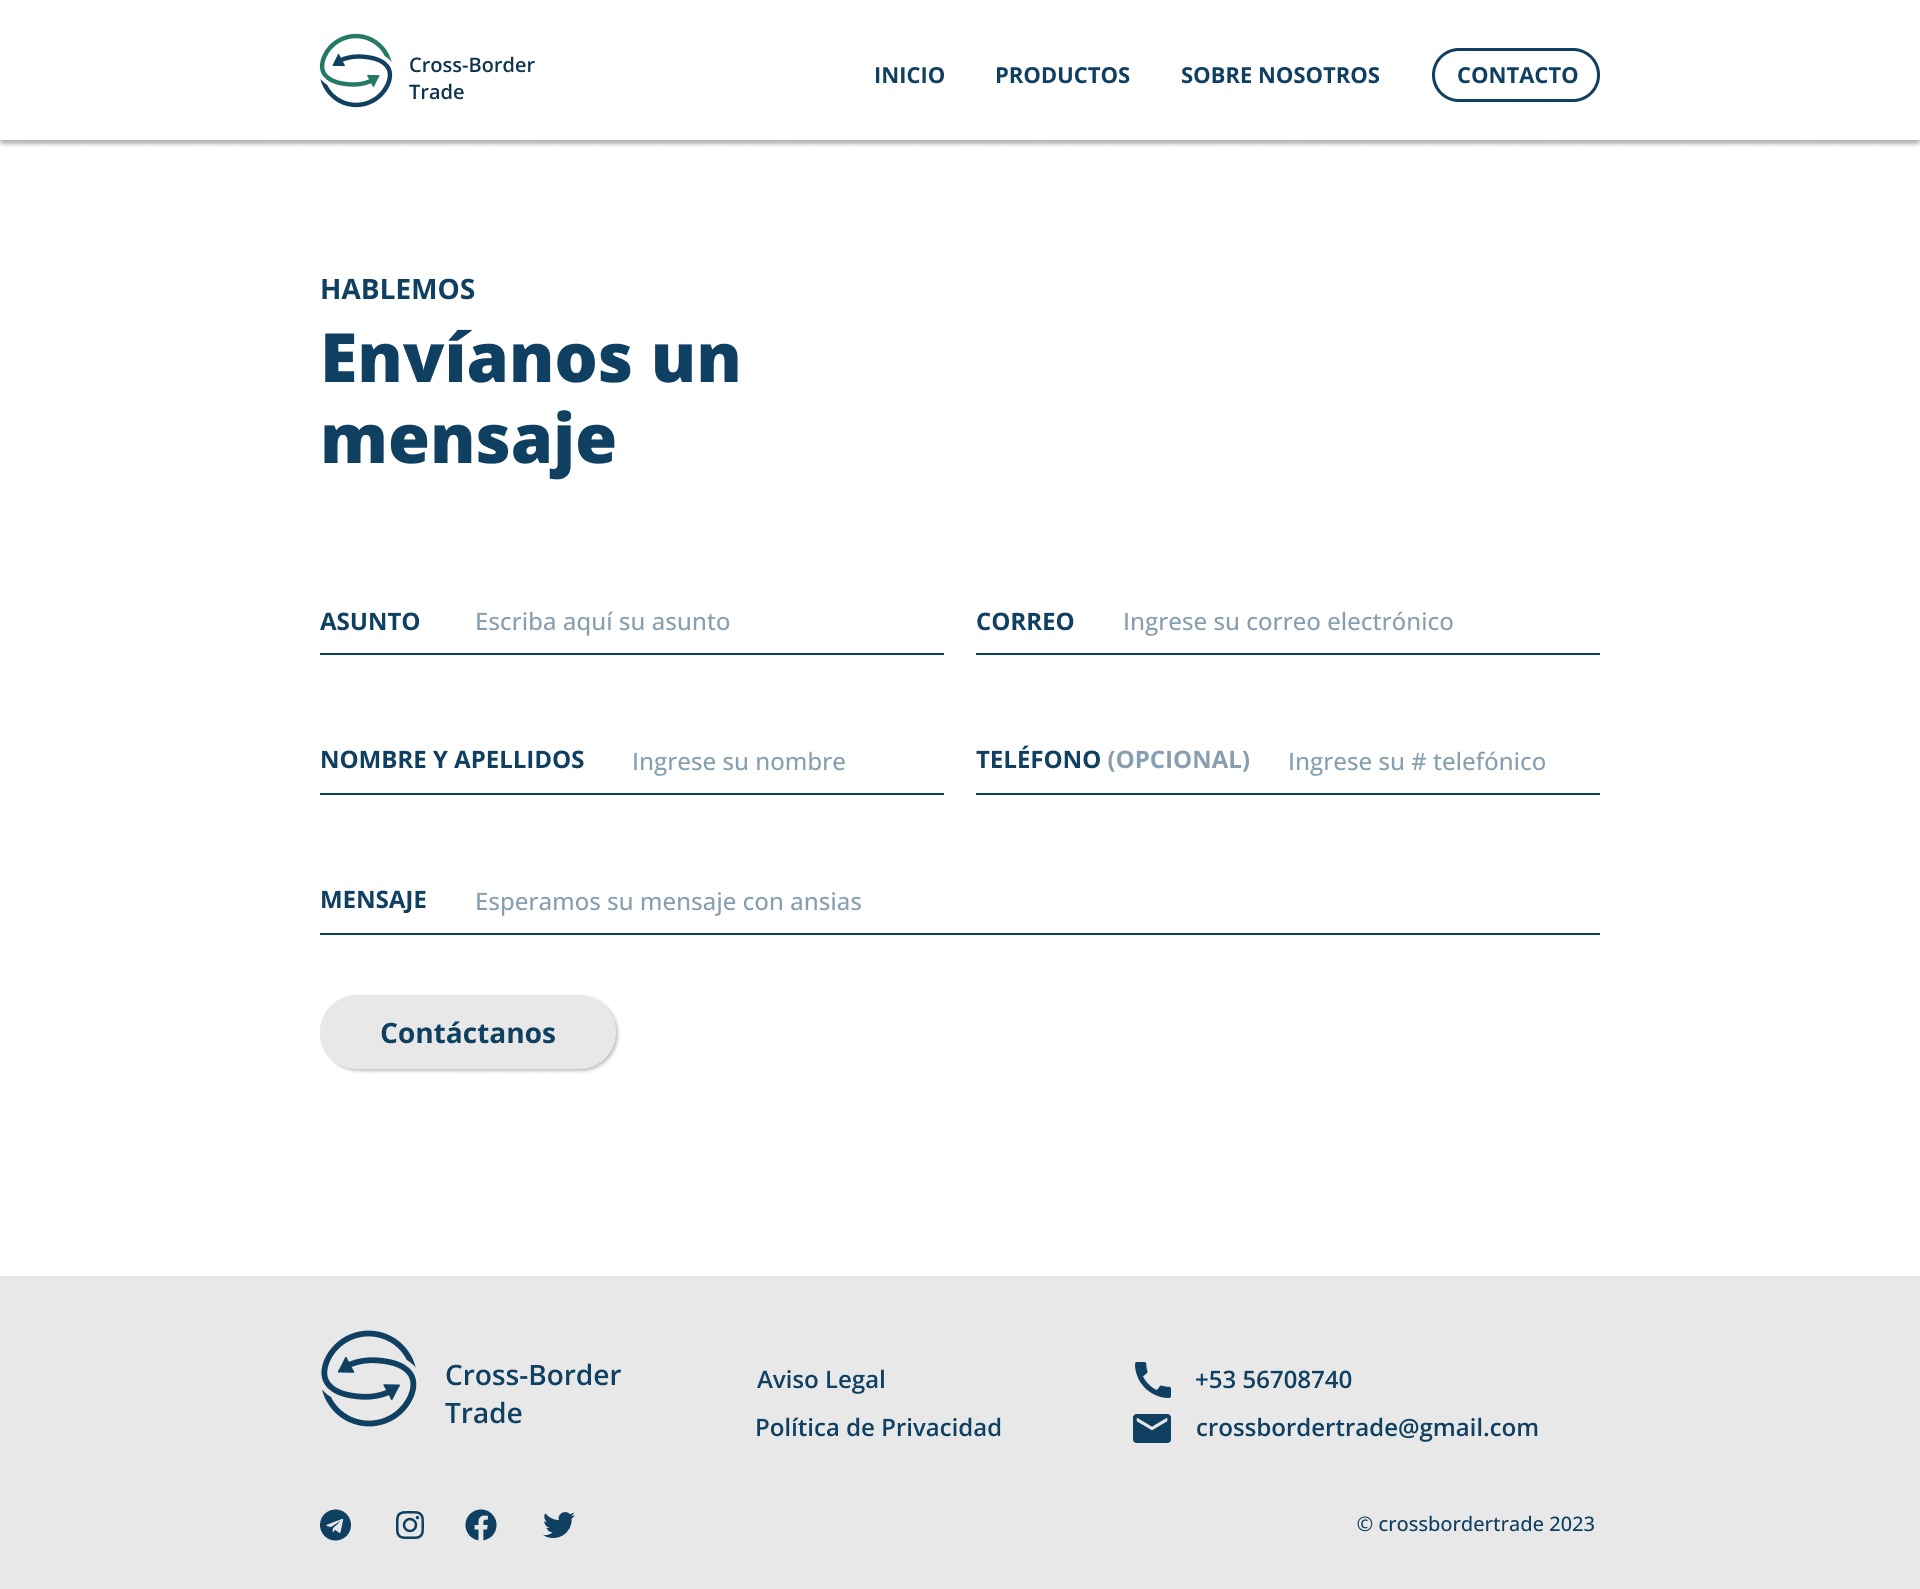 Cross-Border
Trade
INICIO
PRODUCTOS
SOBRE NOSOTROS
CONTACTO
HABLEMOS
Envíanos un
mensaje
ASUNTO Escriba aquí su asunto
CORREO Ingrese su correo electrónico
NOMBRE Y APELLIDOS Ingrese su nombre
TELÉFONO (OPCIONAL) Ingrese su # telefónico
MENSAJE Esperamos su mensaje con ansias
Contáctanos
Cross-Border
Trade
Aviso Legal
Política de Privacidad
+53 56708740
crossbordertrade@gmail.com
© crossbordertrade 2023